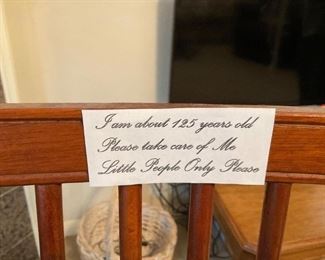 I am about 125 years old
Please take care of Me
Little People Only Please